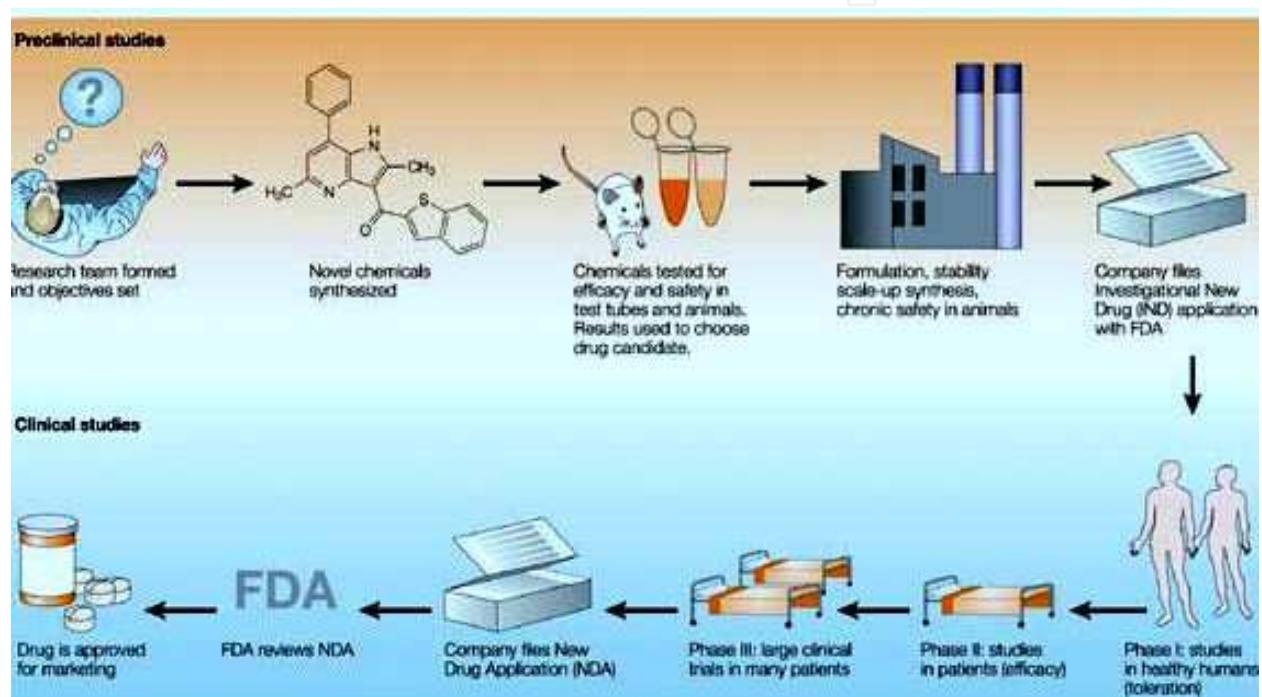 Preclinical studies
?
H
N
CH₃
H₃C
N
S
O
Research team formed
and objectives set
Novel chemicals
synthesized
Chemicals tested for
efficacy and safety in
test tubes and animals.
Results used to choose
drug candidate.
Formulation, stability
scale-up synthesis,
chronic safety in animals
Company files
Investigational New
Drug (IND) application
with FDA
Clinical studies
FDA
Drug is approved
for marketing
FDA reviews NDA
Company files New
Drug Application (NDA)
Phase III: large clinical
trials in many patients
Phase II: studies
in patients (efficacy)
Phase I: studies
in healthy humans
(toleration)